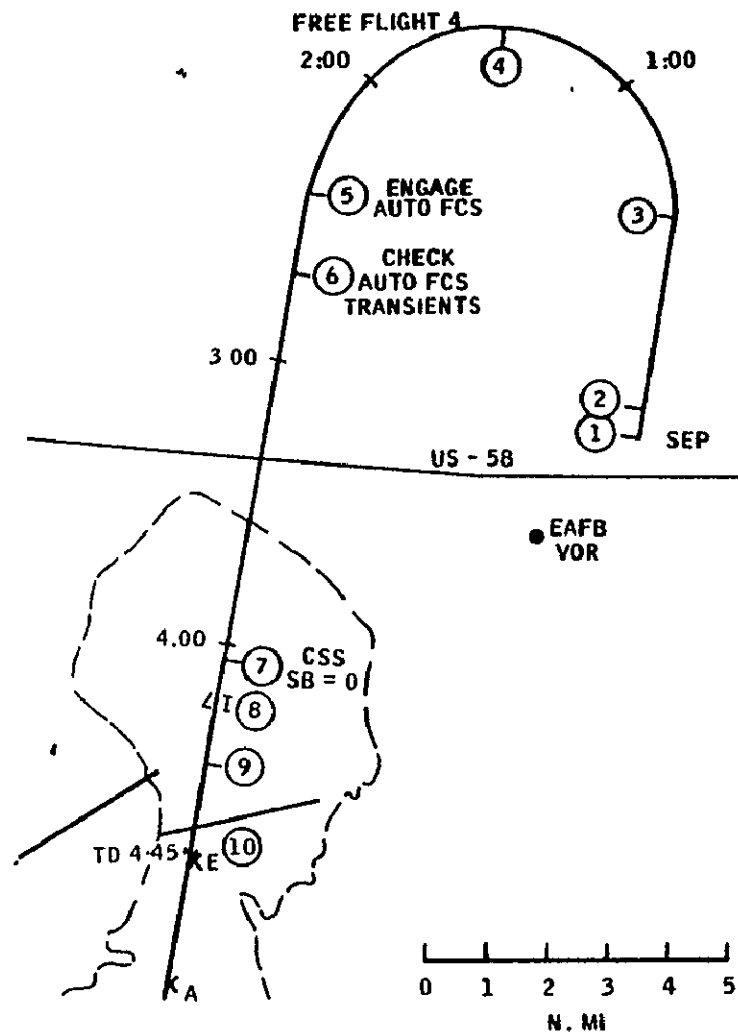 FREE FLIGHT 4
4
2:00
1:00
5 ENGAGE
AUTO FCS
3
6 CHECK
AUTO FCS
TRANSIENTS
3 00
2
1 SEP
US - 58
EAFB
VOR
4.00
7 CSS
SB = 0
8
9
10
TD 4.45
E
A
0 1 2 3 4 5
N. MI